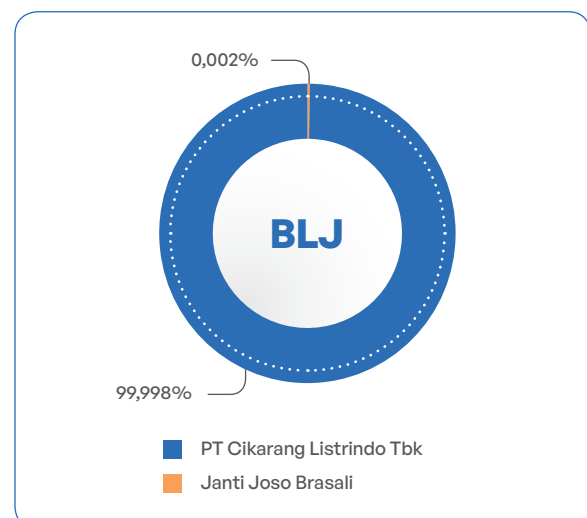 0,002%
BLJ
99,998%
PT Cikarang Listrindo Tbk
Janti Joso Brasali